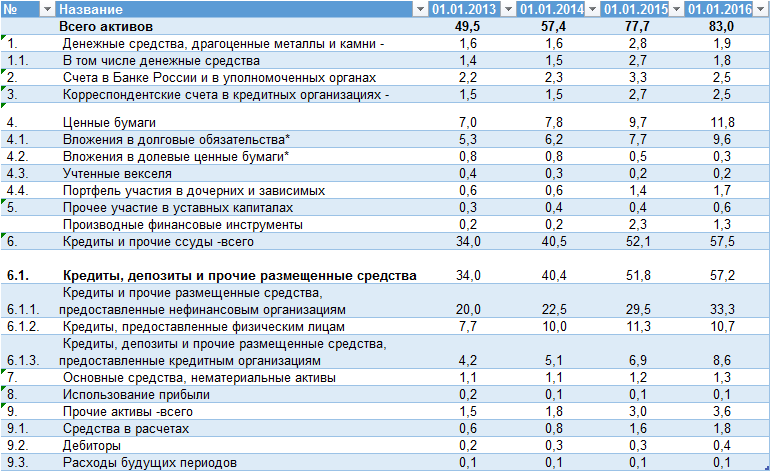 № Название 01.01.2013 01.01.2014 01.01.2015 01.01.2016
Всего активов 49,5 57,4 77,7 83,0
1. Денежные средства, драгоценные металлы и камни - 1,6 1,6 2,8 1,9
1.1. В том числе денежные средства 1,4 1,5 2,7 1,8
2. Счета в Банке России и в уполномоченных органах 2,2 2,3 3,3 2,5
3. Корреспондентские счета в кредитных организациях - 1,5 1,5 2,7 2,5
4. Ценные бумаги 7,0 7,8 9,7 11,8
4.1. Вложения в долговые обязательства* 5,3 6,2 7,7 9,6
4.2. Вложения в долевые ценные бумаги* 0,8 0,8 0,5 0,3
4.3. Учтенные векселя 0,4 0,3 0,2 0,2
4.4. Портфель участия в дочерних и зависимых 0,6 0,6 1,4 1,7
5. Прочее участие в уставных капиталах 0,3 0,4 0,4 0,6
Производные финансовые инструменты 0,2 0,2 2,3 1,3
6. Кредиты и прочие ссуды -всего 34,0 40,5 52,1 57,5
6.1. Кредиты, депозиты и прочие размещенные средства 34,0 40,4 51,8 57,2
Кредиты и прочие размещенные средства,
6.1.1. предоставленные нефинансовым организациям 20,0 22,5 29,5 33,3
6.1.2. Кредиты, предоставленные физическим лицам 7,7 10,0 11,3 10,7
Кредиты, депозиты и прочие размещенные средства,
6.1.3. предоставленные кредитным организациям 4,2 5,1 6,9 8,6
7. Основные средства, нематериальные активы 1,1 1,1 1,2 1,3
8. Использование прибыли 0,2 0,1 0,1 0,1
9. Прочие активы -всего 1,5 1,8 3,0 3,6
9.1. Средства в расчетах 0,6 0,8 1,6 1,8
9.2. Дебиторы 0,2 0,3 0,3 0,4
9.3. Расходы будущих периодов 0,1 0,1 0,1 0,1